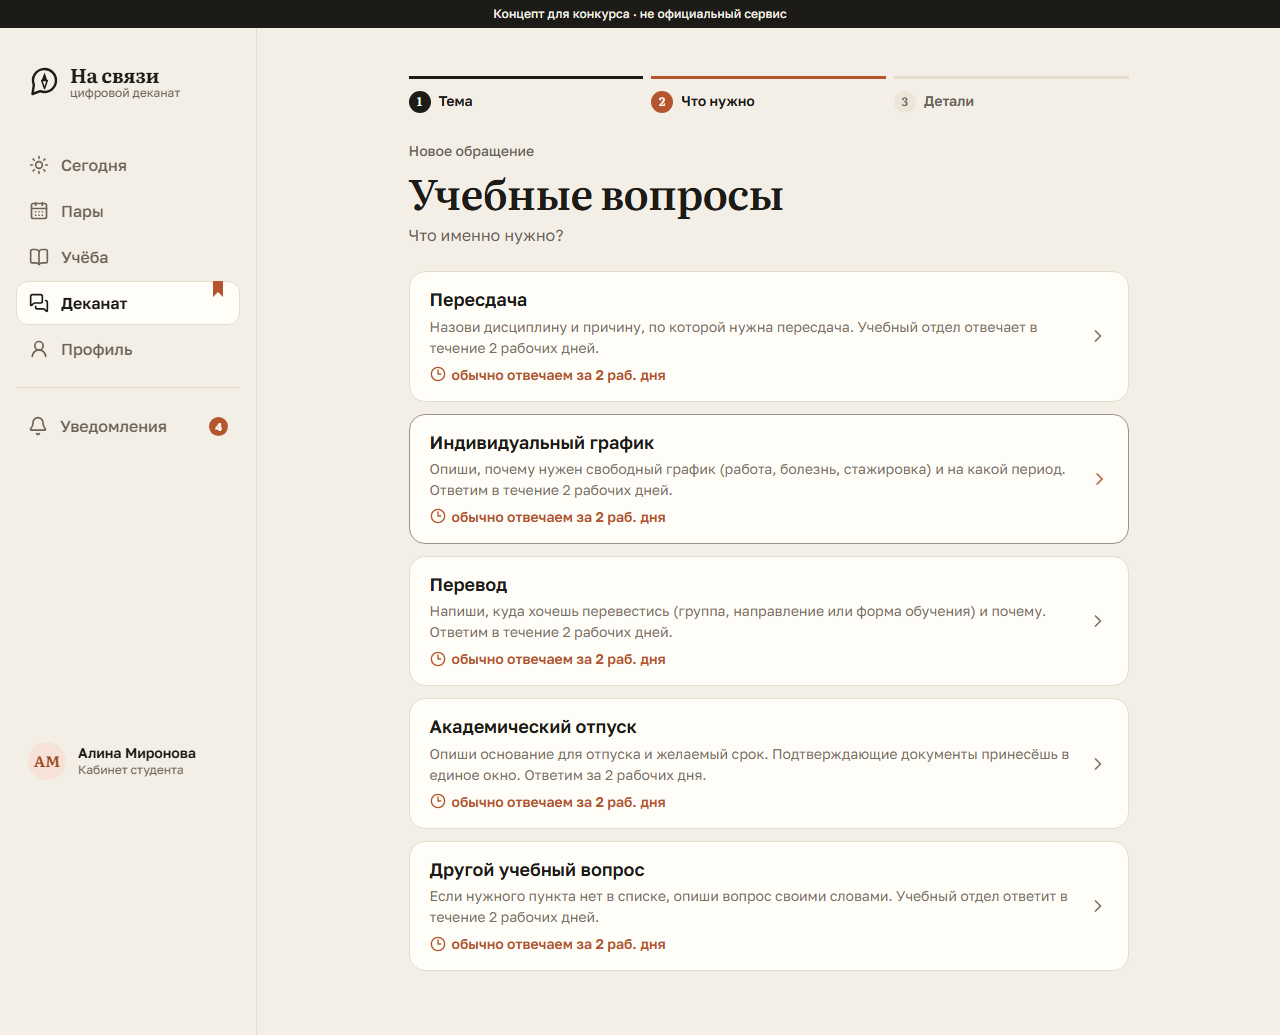 Концепт для конкурса · не официальный сервис
На связи
цифровой деканат
Сегодня
Пары
Учёба
Деканат
Профиль
Уведомления
4
АМ
Алина Миронова
Кабинет студента
1 Тема
2 Что нужно
3 Детали
Новое обращение
Учебные вопросы
Что именно нужно?
Пересдача
Назови дисциплину и причину, по которой нужна пересдача. Учебный отдел отвечает в
течение 2 рабочих дней.
обычно отвечаем за 2 раб. дня
Индивидуальный график
Опиши, почему нужен свободный график (работа, болезнь, стажировка) и на какой период.
Ответим в течение 2 рабочих дней.
обычно отвечаем за 2 раб. дня
Перевод
Напиши, куда хочешь перевестись (группа, направление или форма обучения) и почему.
Ответим в течение 2 рабочих дней.
обычно отвечаем за 2 раб. дня
Академический отпуск
Опиши основание для отпуска и желаемый срок. Подтверждающие документы принесёшь в
единое окно. Ответим за 2 рабочих дня.
обычно отвечаем за 2 раб. дня
Другой учебный вопрос
Если нужного пункта нет в списке, опиши вопрос своими словами. Учебный отдел ответит в
течение 2 рабочих дней.
обычно отвечаем за 2 раб. дня